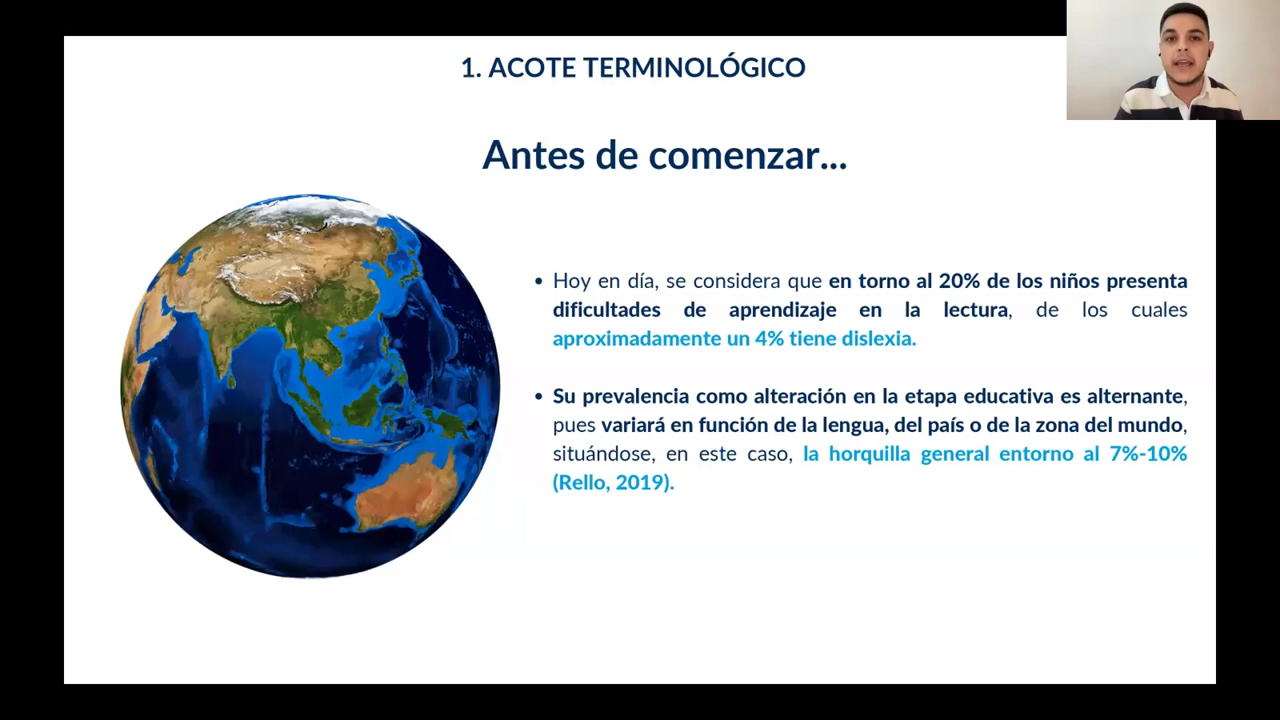 1. ACOTE TERMINOLÓGICO
Antes de comenzar...
• Hoy en día, se considera que en torno al 20% de los niños presenta
dificultades de aprendizaje en la lectura, de los cuales
aproximadamente un 4% tiene dislexia.
• Su prevalencia como alteración en la etapa educativa es alternante,
pues variará en función de la lengua, del país o de la zona del mundo,
situándose, en este caso, la horquilla general entorno al 7%-10%
(Rello, 2019).